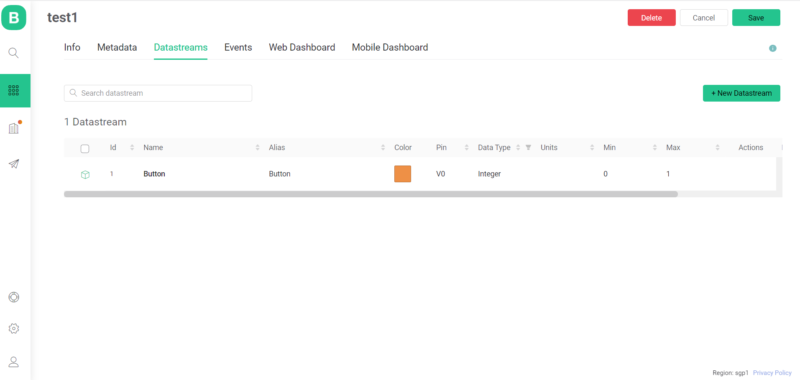 B
test1
Delete Cancel Save
Info Metadata Datastreams Events Web Dashboard Mobile Dashboard
Search datastream
+ New Datastream
1 Datastream
Id Name Alias Color Pin Data Type Units Min Max Actions
1 Button Button V0 Integer 0 1
Region: sgp1 Privacy Policy